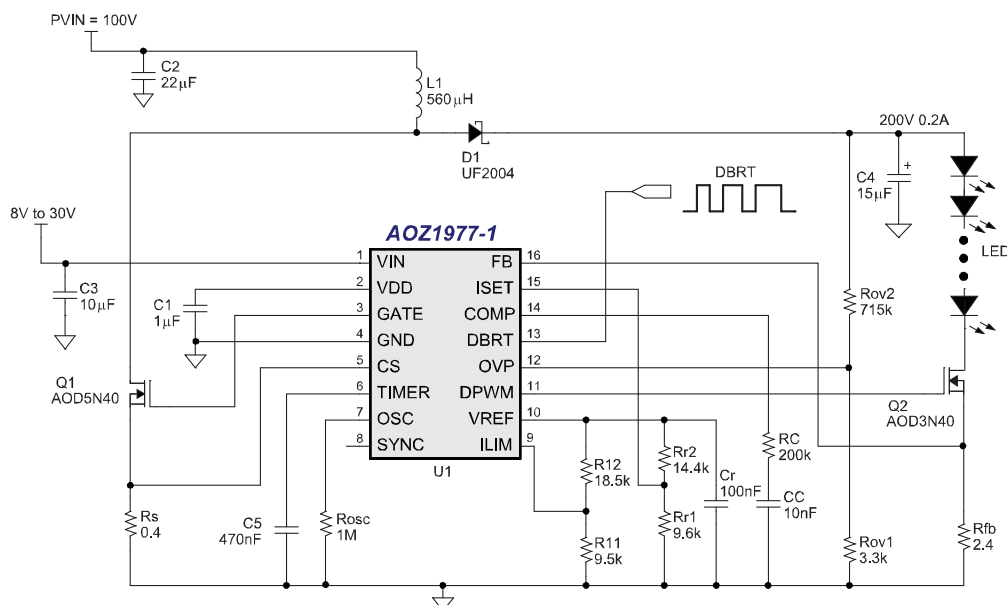 PVIN = 100V
C2
22µF
L1
560µH
200V 0.2A
D1
UF2004
DBRT
C4
+
15µF
8V to 30V
AOZ1977-1
LED
1 VIN FB 16
2 VDD ISET 15
3 GATE COMP 14
4 GND DBRT 13
5 CS OVP 12
6 TIMER DPWM 11
7 OSC VREF 10
8 SYNC ILIM 9
U1
C3
10µF
C1
1µF
Rov2
715k
Q1
AOD5N40
Q2
AOD3N40
R12
18.5k
Rr2
14.4k
Cr
100nF
RC
200k
CC
10nF
Rs
0.4
C5
470nF
Rosc
1M
R11
9.5k
Rr1
9.6k
Rov1
3.3k
Rfb
2.4